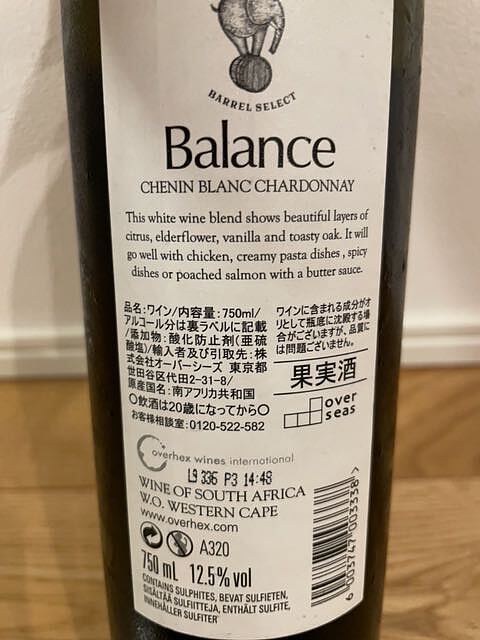 BARREL SELECT
Balance
CHENIN BLANC CHARDONNAY
This white wine blend shows beautiful layers of
citrus, elderflower, vanilla and toasty oak. It will
go well with chicken, creamy pasta dishes, spicy
dishes or poached salmon with a butter sauce.
品名:ワイン/内容量:750ml/
アルコール分は裏ラベルに記載
/添加物:酸化防止剤(亜硫
酸塩)/輸入者及び引取先:株
式会社オーバーシーズ 東京都
世田谷区代田2-31-8/
原産国名:南アフリカ共和国
〇飲酒は20歳になってから〇
お客様相談室:0120-522-582
ワインに含まれる成分がオ
リとして瓶底に沈殿する場
合がございますが、品質に
は問題ございません。
果実酒
over
seas
overhex wines international
L9 336 P3 14:48
WINE OF SOUTH AFRICA
W.O. WESTERN CAPE
www.overhex.com
A320
750 mL 12.5% vol
CONTAINS SULPHITES, BEVAT SULFIETEN,
SISÄLTÄÄ SULFIITTEJA, ENTHÄLT SULFITE,
INNEHÅLLER SULFITER
6 003747 003338 >